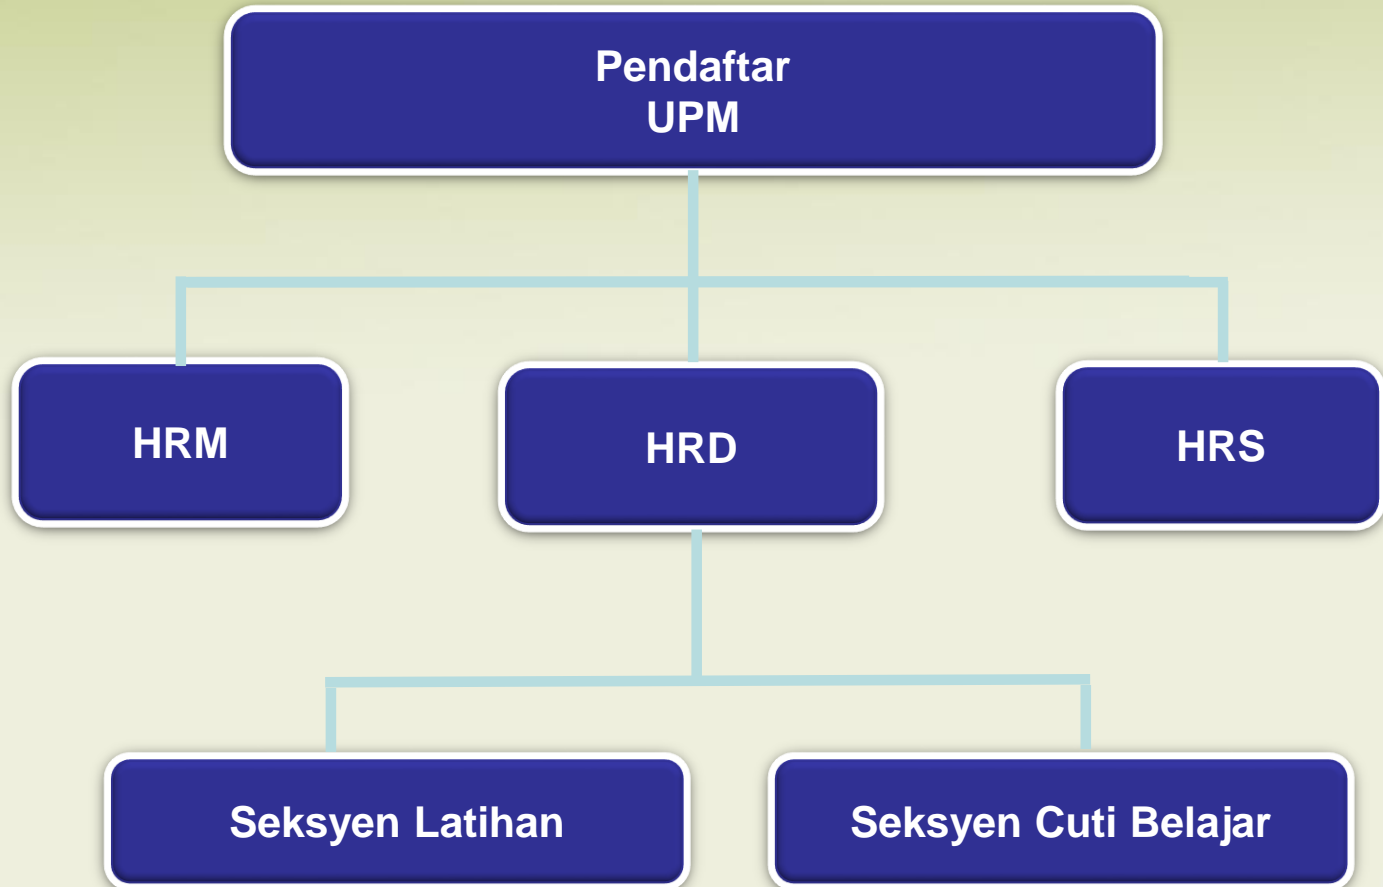 Pendaftar
UPM
HRM
HRD
HRS
Seksyen Latihan
Seksyen Cuti Belajar